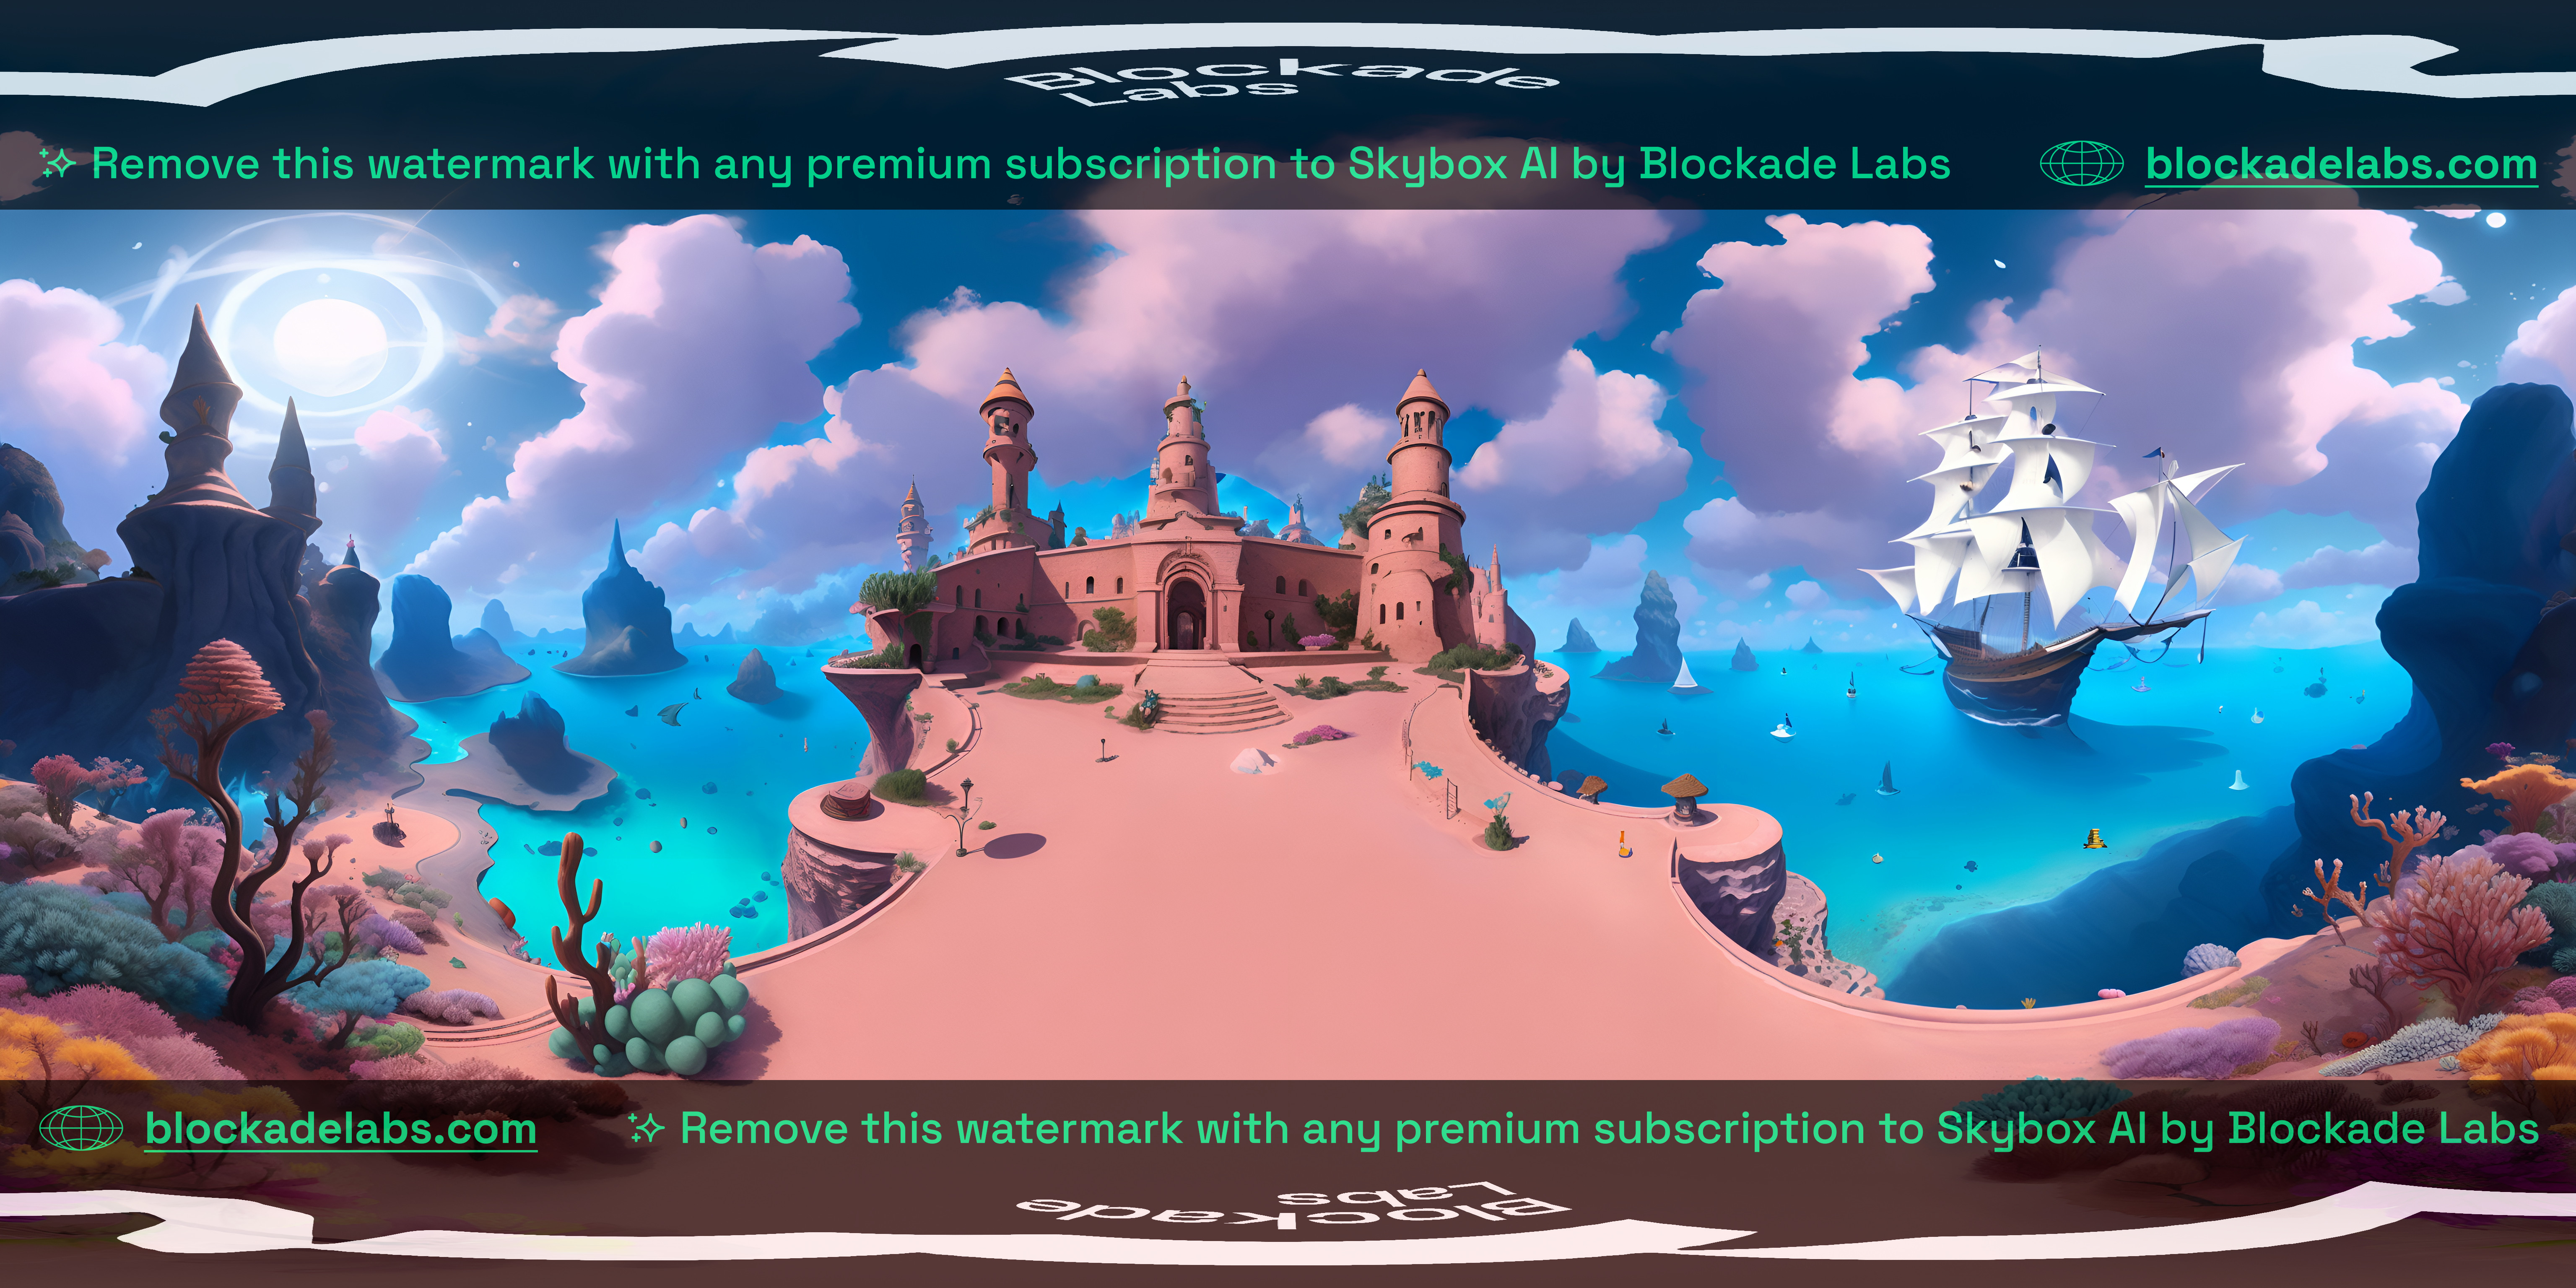 Blockade
Labs
Remove this watermark with any premium subscription to Skybox AI by Blockade Labs
blockadelabs.com
blockadelabs.com
Remove this watermark with any premium subscription to Skybox AI by Blockade Labs
Blockade
Labs